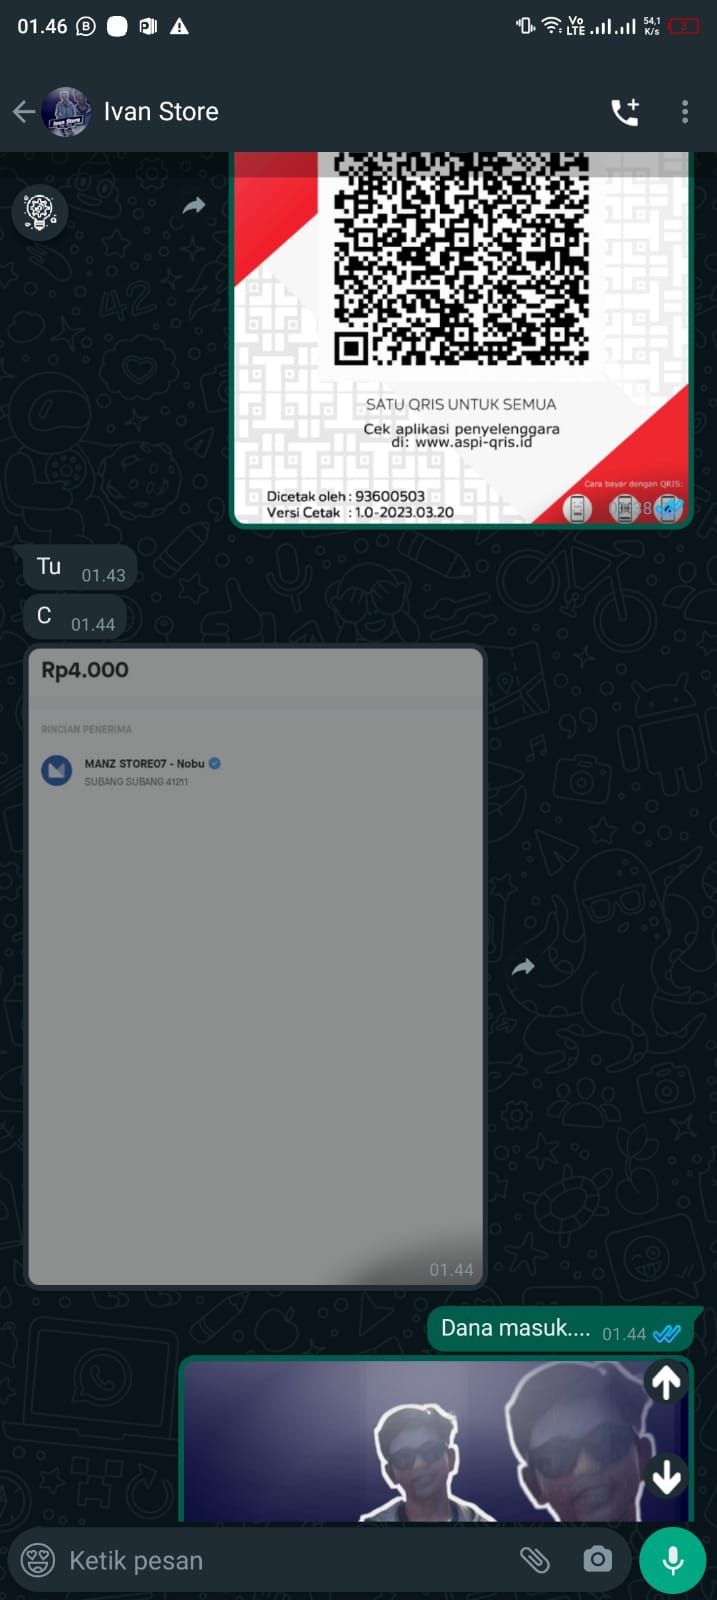 01.46
Vo
LTE
54,1
K/s
3
Ivan Store
SATU QRIS UNTUK SEMUA
Cek aplikasi penyelenggara
di: www.aspi-qris.id
Cara bayar dengan QRIS:
Dicetak oleh : 93600503
Versi Cetak : 1.0-2023.03.20
Tu 01.43
C 01.44
Rp4.000
RINCIAN PENERIMA
MANZ STORE07 - Nobu
SUBANG SUBANG 41211
01.44
Dana masuk.... 01.44
Ketik pesan